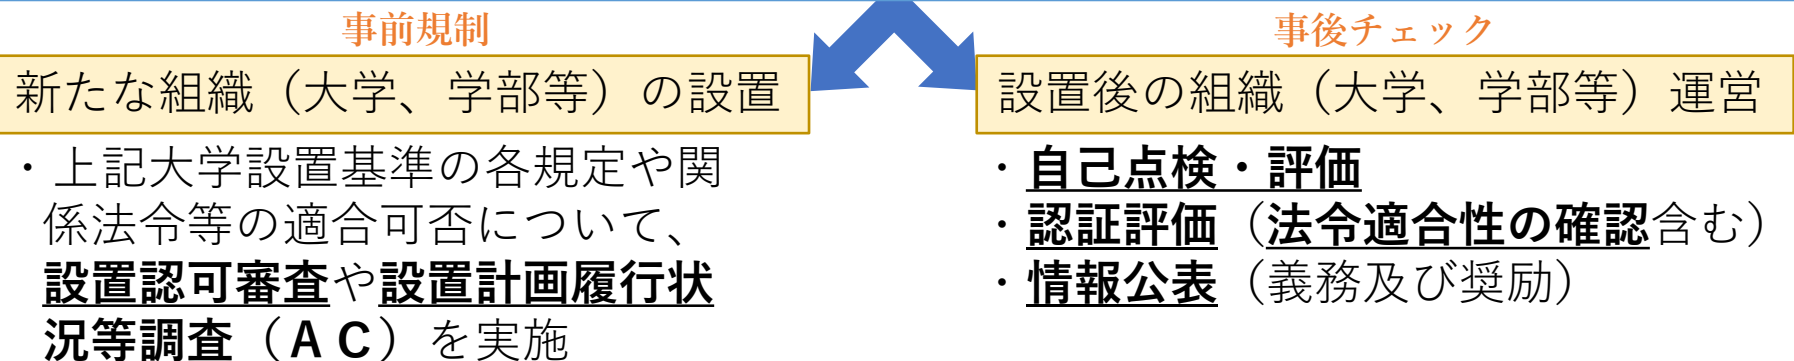 事前規制
新たな組織（大学、学部等）の設置
・上記大学設置基準の各規定や関
係法令等の適合可否について、
設置認可審査や設置計画履行状
況等調査（ＡＣ）を実施
事後チェック
設置後の組織（大学、学部等）運営
・自己点検・評価
・認証評価（法令適合性の確認含む）
・情報公表（義務及び奨励）